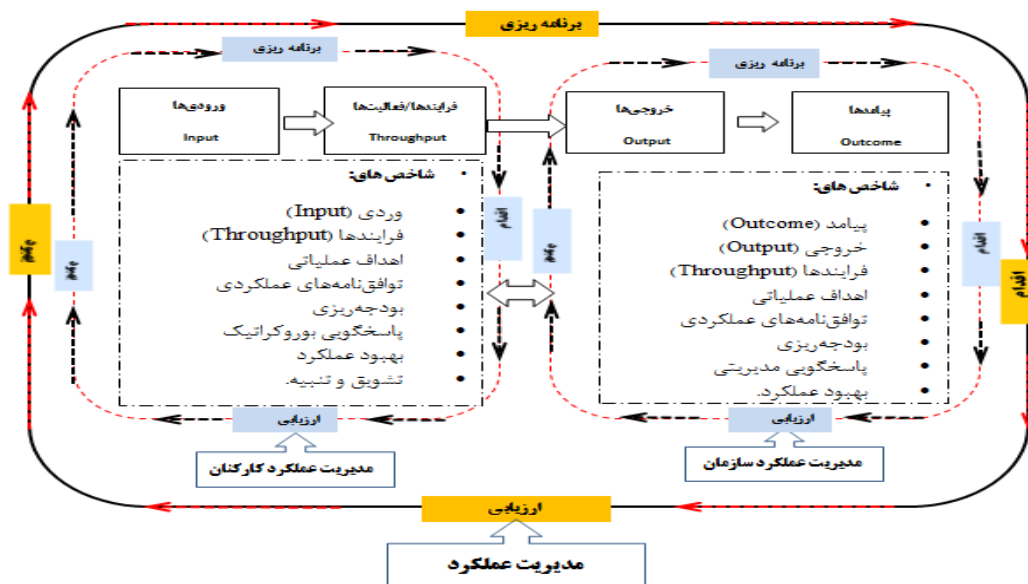 برنامه ریزی
برنامه ریزی
برنامه ریزی
ورودی‌ها
Input
فرایندها/فعالیت‌ها
Throughput
خروجی‌ها
Output
پیامدها
Outcome
• شاخص های:
• وردی (Input)
• فرایندها (Throughput)
• اهداف عملیاتی
• توافق‌نامه‌های عملکردی
• بودجه‌ریزی
• پاسخگویی بوروکراتیک
• بهبود عملکرد
• تشویق و تنبیه.
• شاخص های:
• پیامد (Outcome)
• خروجی (Output)
• فرایندها (Throughput)
• اهداف عملیاتی
• توافق‌نامه‌های عملکردی
• بودجه‌ریزی
• پاسخگویی مدیریتی
• بهبود عملکرد.
اقدام
اقدام
اقدام
ارزیابی
ارزیابی
مدیریت عملکرد کارکنان
مدیریت عملکرد سازمان
ارزیابی
مدیریت عملکرد